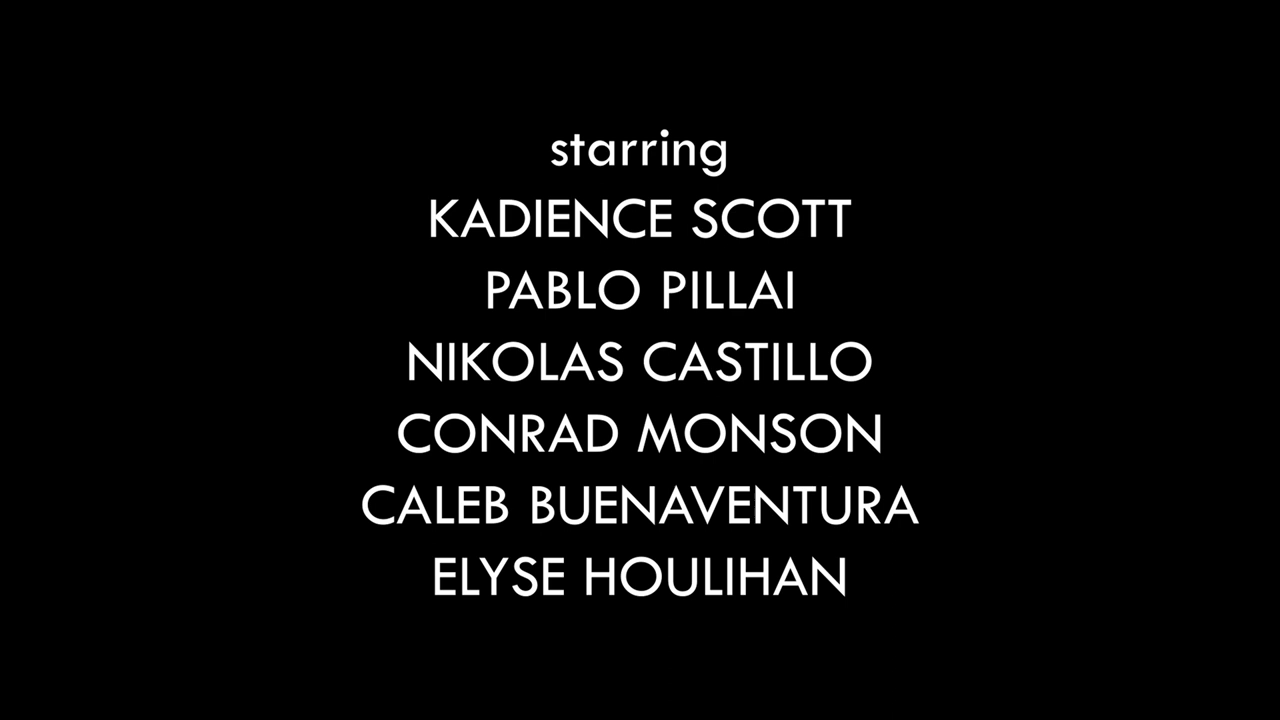 starring
KADIENCE SCOTT
PABLO PILLAI
NIKOLAS CASTILLO
CONRAD MONSON
CALEB BUENAVENTURA
ELYSE HOULIHAN